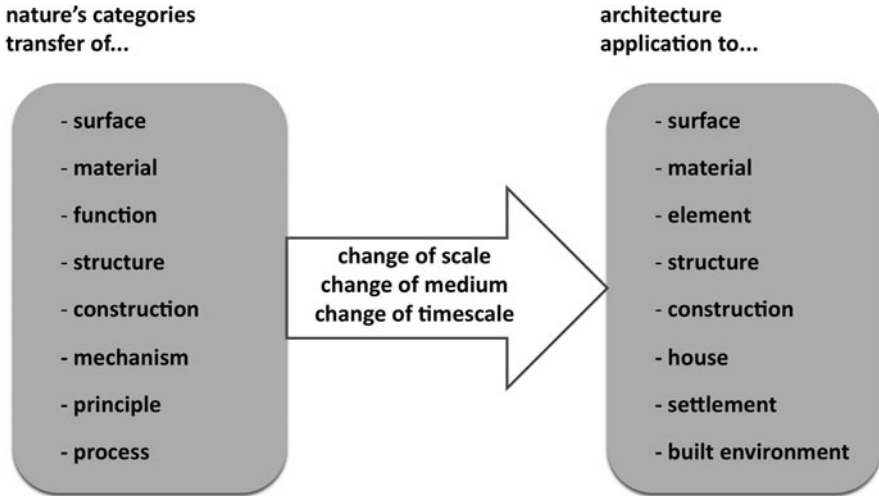 nature’s categories
transfer of...
- surface
- material
- function
- structure
- construction
- mechanism
- principle
- process
change of scale
change of medium
change of timescale
architecture
application to...
- surface
- material
- element
- structure
- construction
- house
- settlement
- built environment